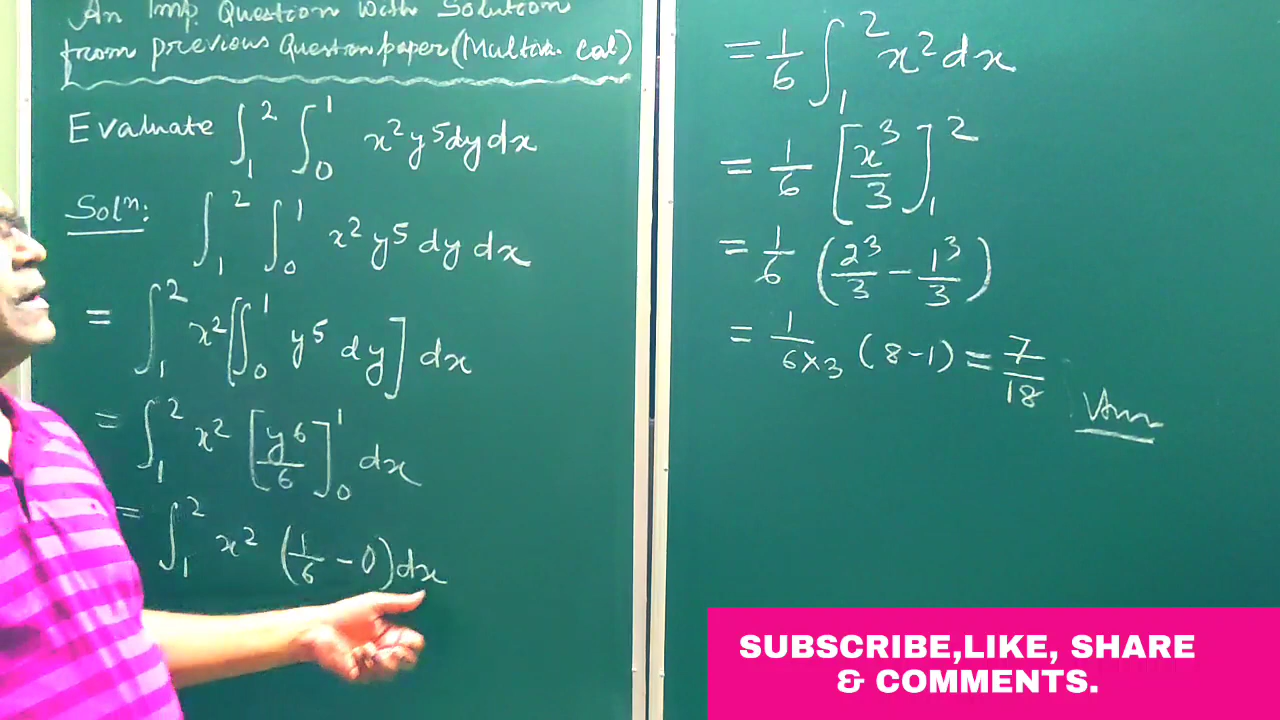 An Imp. Question with Solution
from previous Question paper (Multiv. cal)
Evaluate ∫₁² ∫₀¹ x²y⁵dydx
Solⁿ: ∫₁² ∫₀¹ x² y⁵ dy dx
= ∫₁² x² [∫₀¹ y⁵ dy] dx
= ∫₁² x² [y⁶/6]₀¹ dx
= ∫₁² x² (1/6 − 0) dx
= 1/6 ∫₁² x² dx
= 1/6 [x³/3]₁²
= 1/6 (2³/3 − 1³/3)
= 1/6×3 (8−1) = 7/18 Ans
SUBSCRIBE,LIKE, SHARE
& COMMENTS.